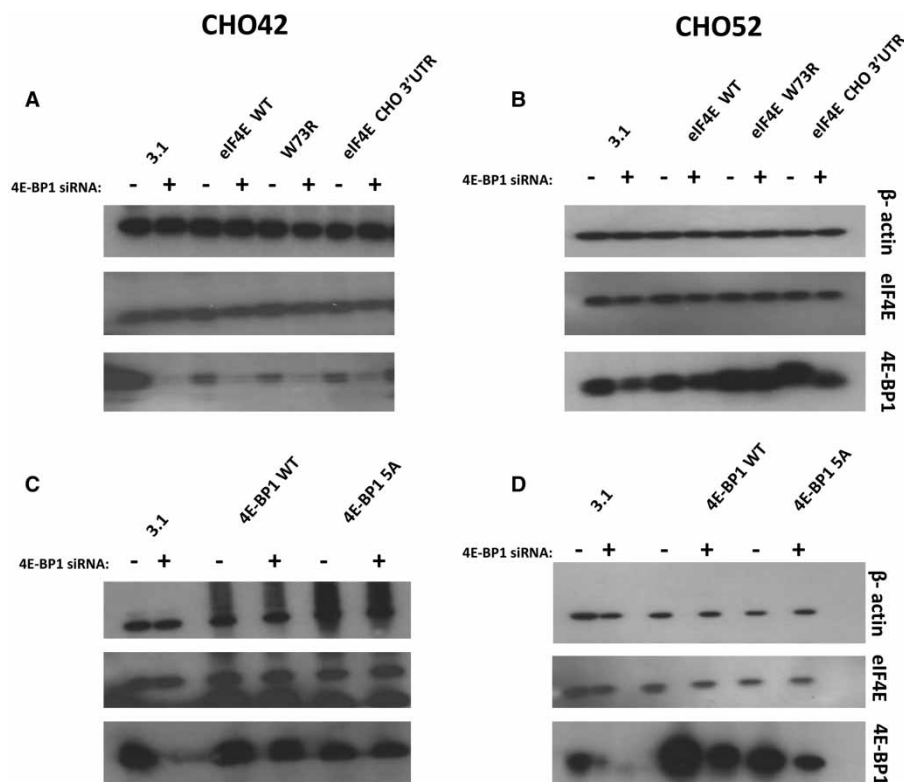 CHO42
CHO52
A
3.1
eIF4E WT
W73R
eIF4E CHO 3'UTR
4E-BP1 siRNA: - + - + - + - +
B
3.1
eIF4E WT
eIF4E W73R
eIF4E CHO 3'UTR
4E-BP1 siRNA: - + - + - + - +
β- actin
eIF4E
4E-BP1
C
3.1
4E-BP1 WT
4E-BP1 5A
4E-BP1 siRNA: - + - + - +
D
3.1
4E-BP1 WT
4E-BP1 5A
4E-BP1 siRNA: - + - + - +
β- actin
eIF4E
4E-BP1